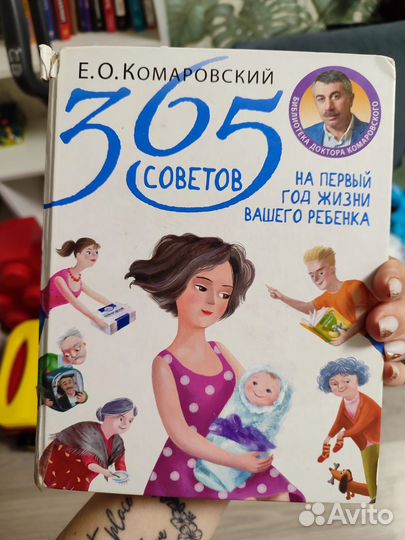 Е.О.Комаровский
365
СОВЕТОВ
НА ПЕРВЫЙ
ГОД ЖИЗНИ
ВАШЕГО РЕБЕНКА
БИБЛИОТЕКА ДОКТОРА КОМАРОВСКОГО
Avito